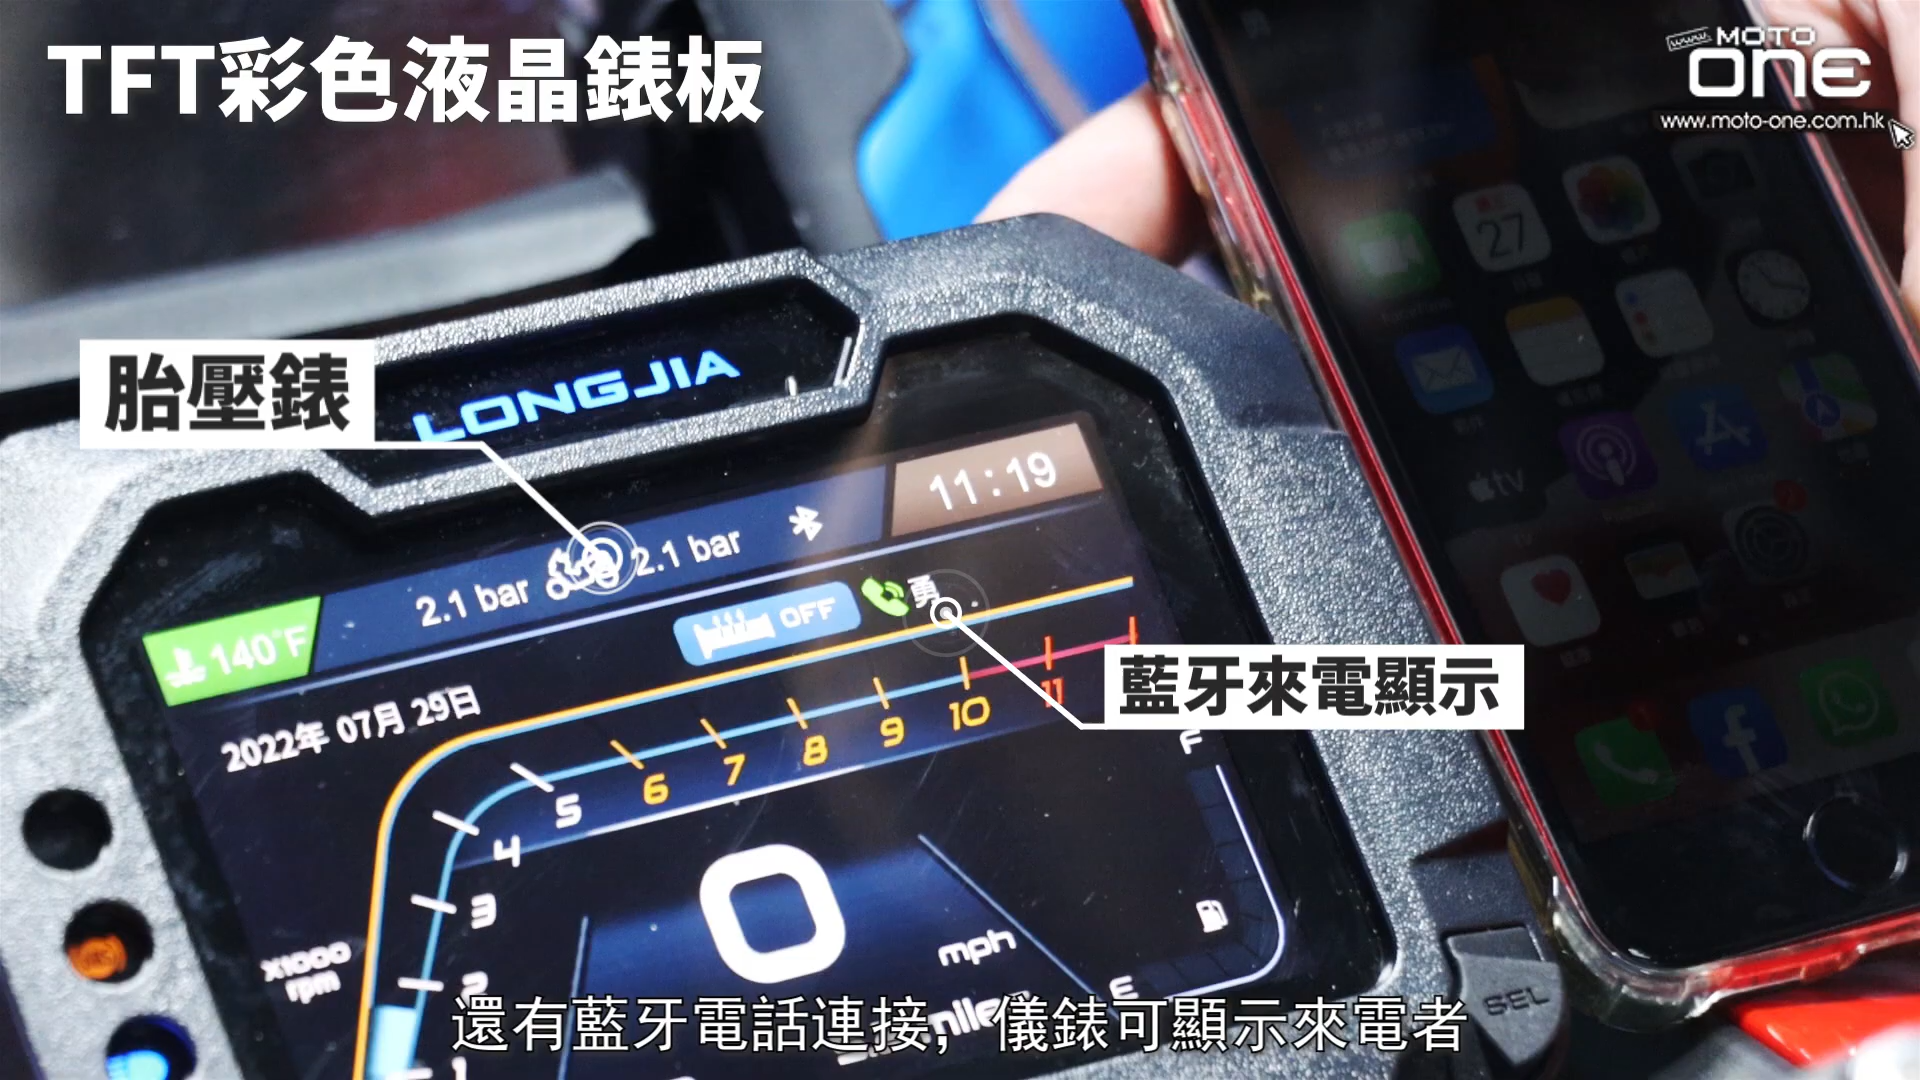 TFT彩色液晶錶板
MOTO
ONE
www.moto-one.com.hk
胎壓錶
LONGJIA
11:19
2.1 bar
2.1 bar
OFF
勇
140°F
藍牙來電顯示
2022年 07月 29日
11
10
9
8
7
6
5
4
3
2
1
F
E
0
mph
x1000
rpm
SEL
27
tv
還有藍牙電話連接，儀錶可顯示來電者